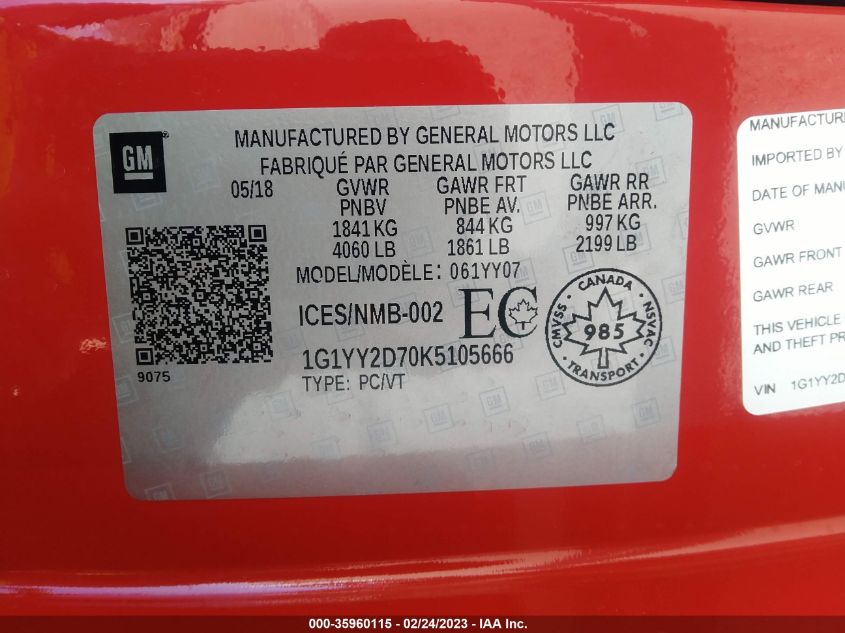 GM
MANUFACTURED BY GENERAL MOTORS LLC
FABRIQUÉ PAR GENERAL MOTORS LLC
05/18 GVWR GAWR FRT GAWR RR
PNBV PNBE AV. PNBE ARR.
1841 KG 844 KG 997 KG
4060 LB 1861 LB 2199 LB
MODEL/MODÈLE: 061YY07
ICES/NMB-002 EC
CANADA
CMVSS 985 NSVAC
TRANSPORT
1G1YY2D70K5105666
9075
TYPE: PC/VT
MANUFACTUR
IMPORTED BY
DATE OF MANU
GVWR
GAWR FRONT
GAWR REAR
THIS VEHICLE
AND THEFT PR
VIN 1G1YY2D
000-35960115 - 02/24/2023 - IAA Inc.